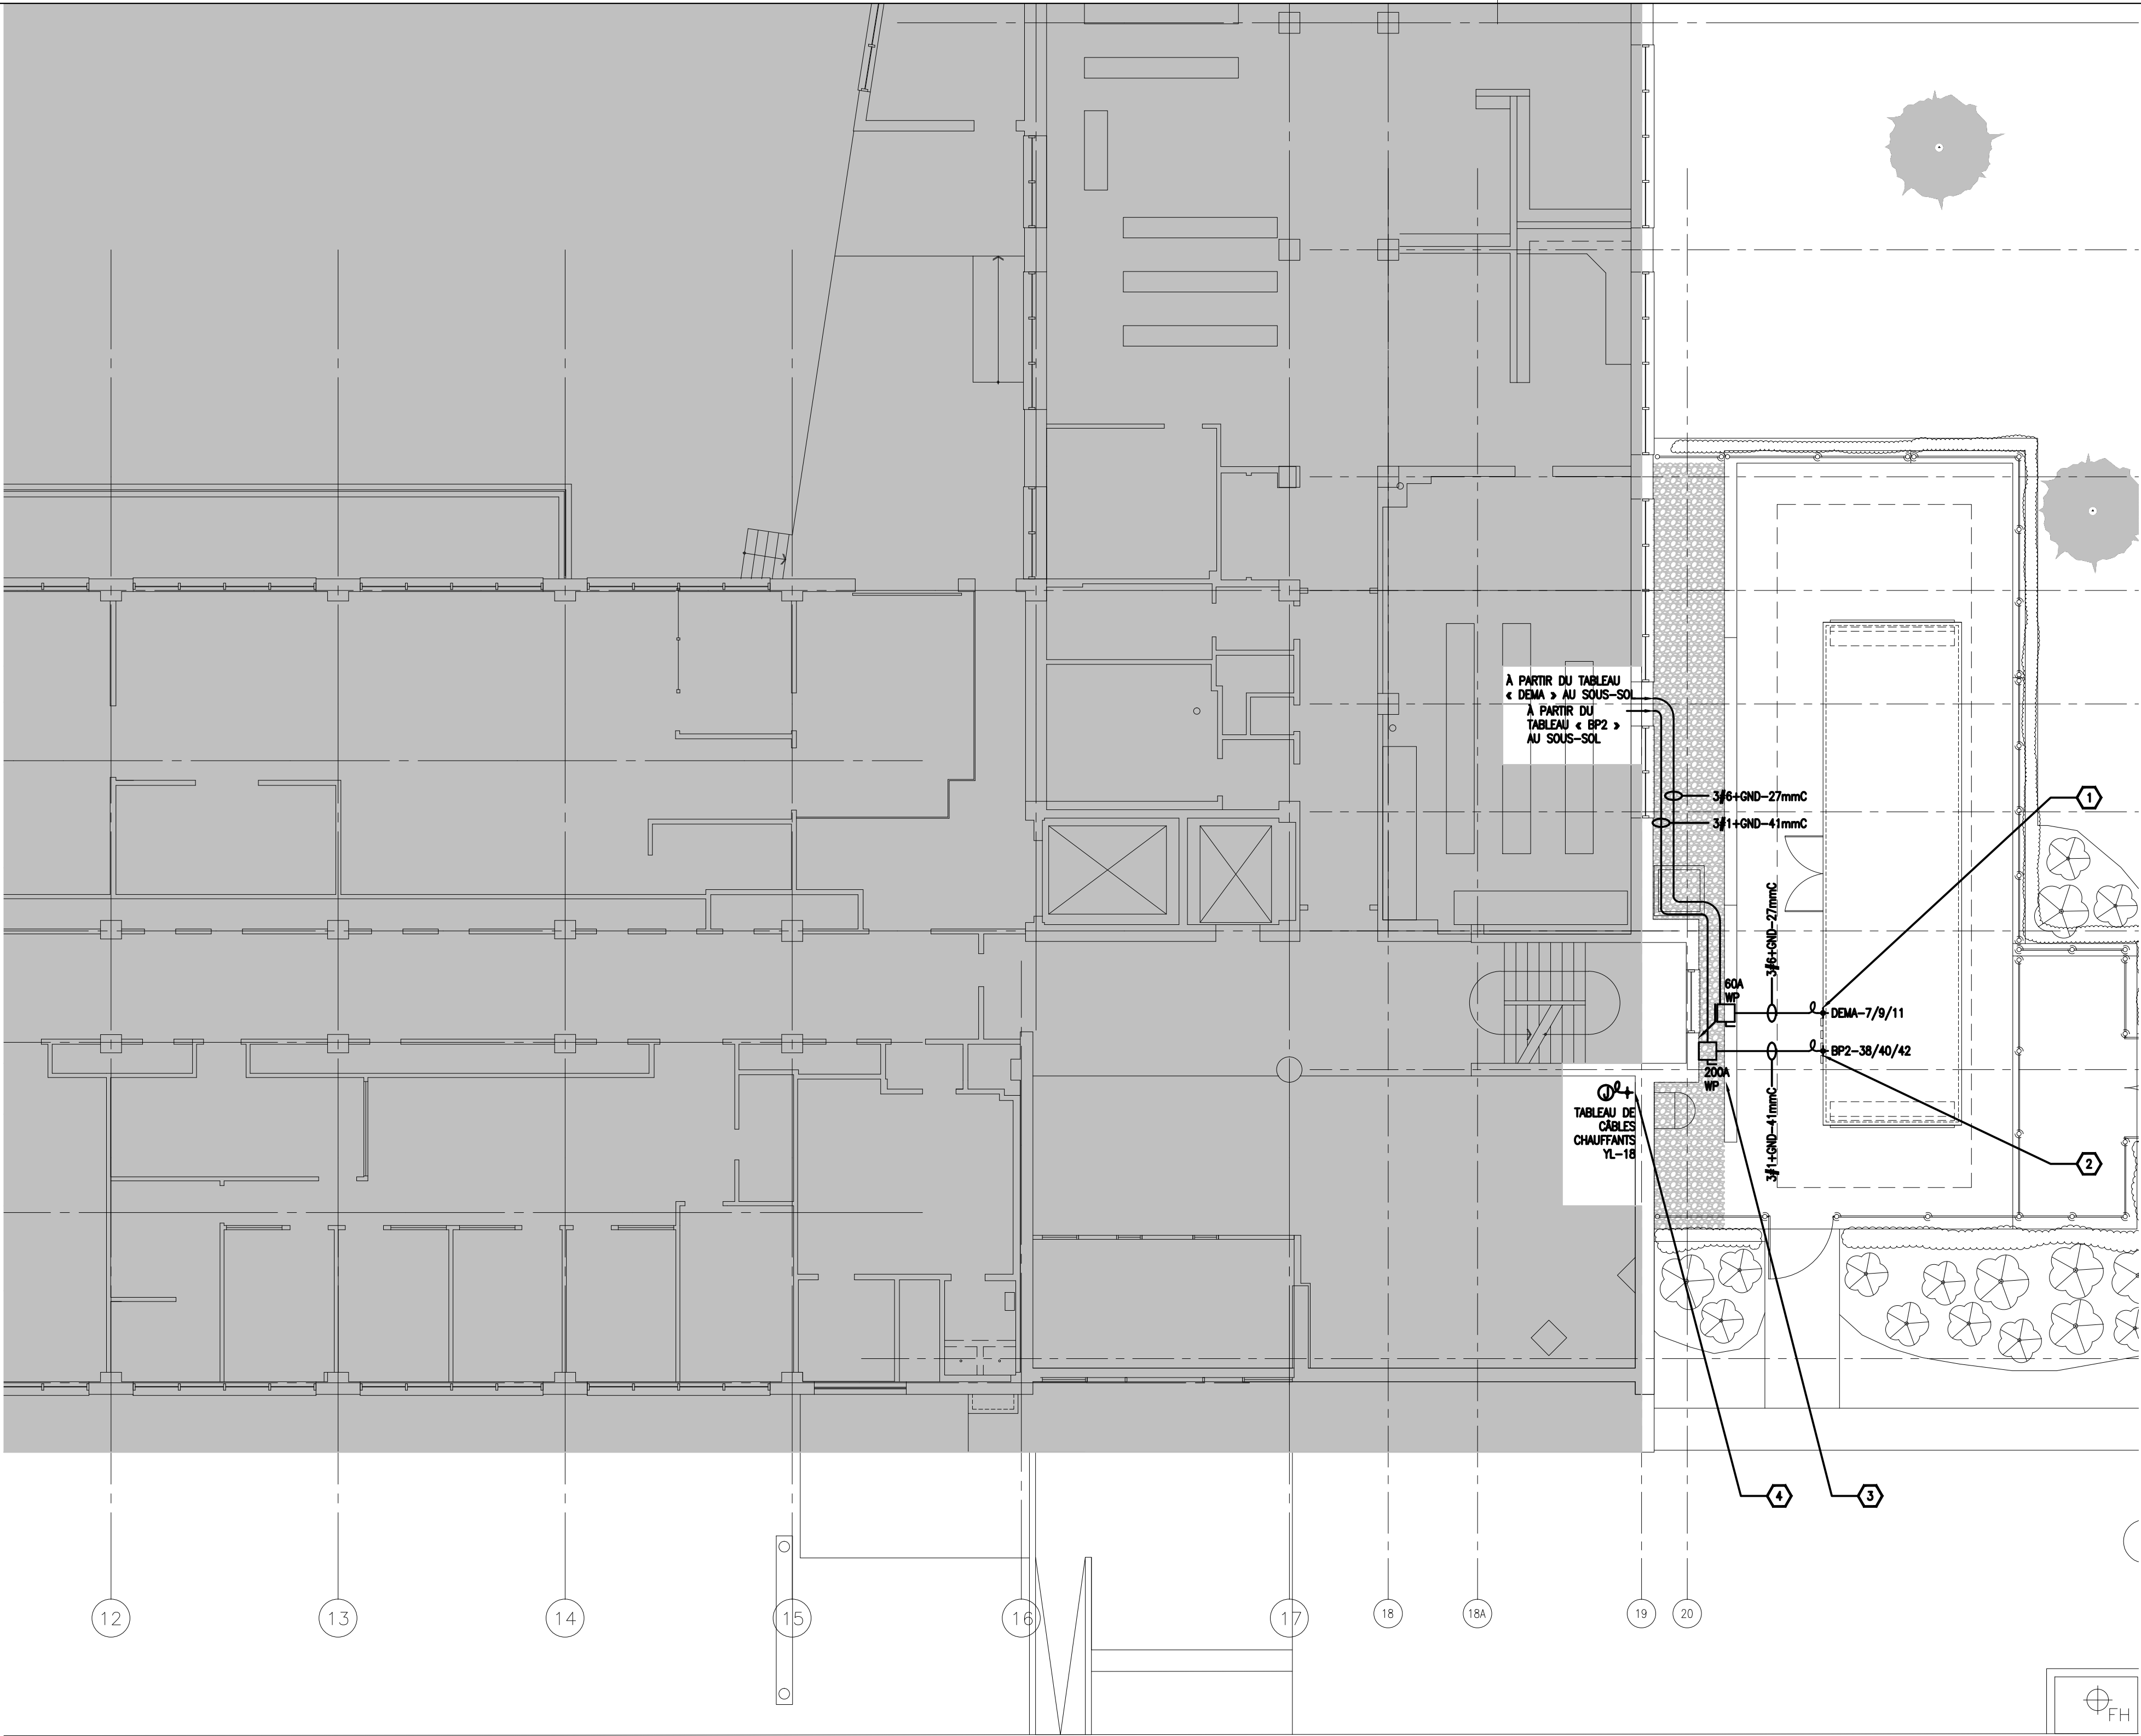 À PARTIR DU TABLEAU
« DEMA » AU SOUS-SOL
À PARTIR DU
TABLEAU « BP2 »
AU SOUS-SOL
3#6+GND-27mmC
3#1+GND-41mmC
1
3#6+GND-27mmC
60A
WP
DEMA-7/9/11
BP2-38/40/42
200A
WP
3#1+GND-41mmC
J
TABLEAU DE
CÂBLES
CHAUFFANTS
YL-18
2
4
3
12
13
14
15
16
17
18
18A
19
20
FH